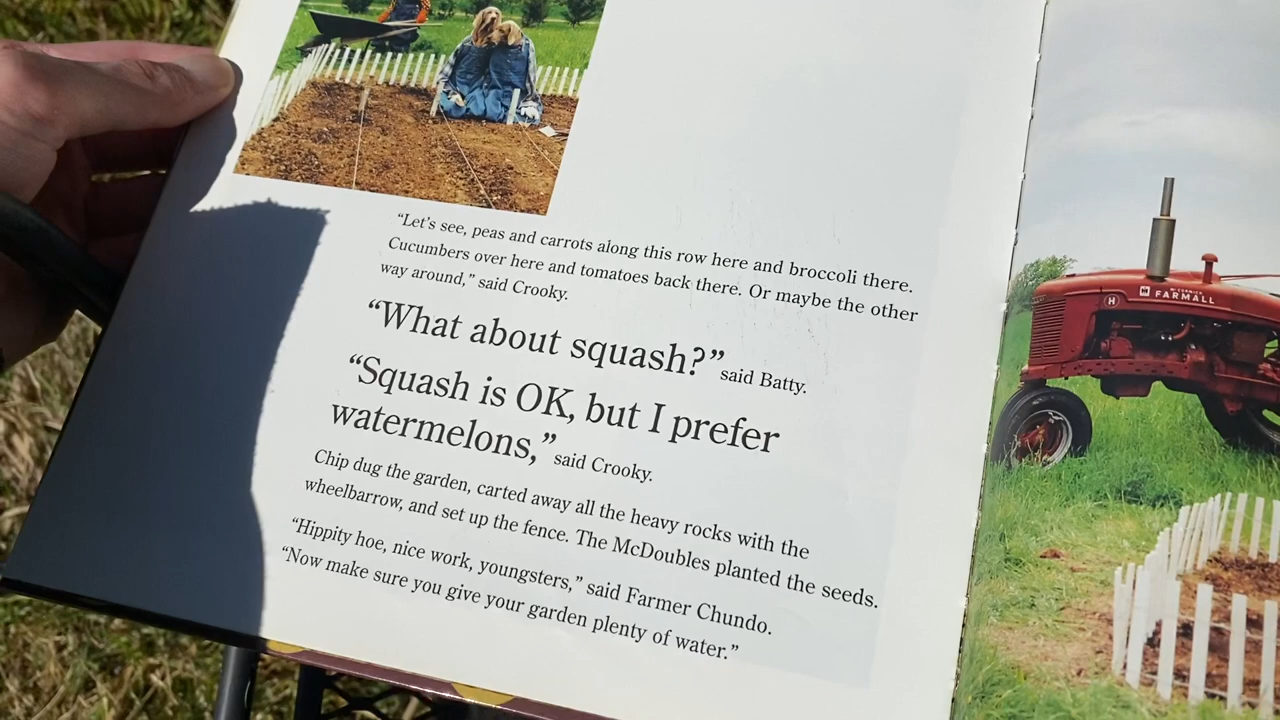 “Let’s see, peas and carrots along this row here and broccoli there.
Cucumbers over here and tomatoes back there. Or maybe the other
way around,” said Crooky.
“What about squash?” said Batty.
“Squash is OK, but I prefer
watermelons,” said Crooky.
Chip dug the garden, carted away all the heavy rocks with the
wheelbarrow, and set up the fence. The McDoubles planted the seeds.
“Hippity hoe, nice work, youngsters,” said Farmer Chundo.
“Now make sure you give your garden plenty of water.”
McCORMICK
H FARMALL